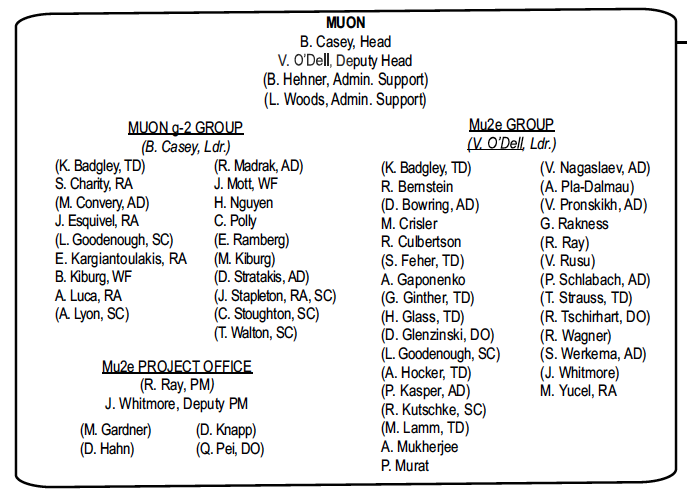 MUON
B. Casey, Head
V. O'Dell, Deputy Head
(B. Hehner, Admin. Support)
(L. Woods, Admin. Support)
MUON g-2 GROUP
(B. Casey, Ldr.)
(K. Badgley, TD)
S. Charity, RA
(M. Convery, AD)
J. Esquivel, RA
(L. Goodenough, SC)
E. Kargiantoulakis, RA
B. Kiburg, WF
A. Luca, RA
(A. Lyon, SC)
(R. Madrak, AD)
J. Mott, WF
H. Nguyen
C. Polly
(E. Ramberg)
(M. Kiburg)
(D. Stratakis, AD)
(J. Stapleton, RA, SC)
(C. Stoughton, SC)
(T. Walton, SC)
Mu2e PROJECT OFFICE
(R. Ray, PM)
J. Whitmore, Deputy PM
(M. Gardner)
(D. Hahn)
(D. Knapp)
(Q. Pei, DO)
Mu2e GROUP
(V. O'Dell, Ldr.)
(K. Badgley, TD)
R. Bernstein
(D. Bowring, AD)
M. Crisler
R. Culbertson
(S. Feher, TD)
A. Gaponenko
(G. Ginther, TD)
(H. Glass, TD)
(D. Glenzinski, DO)
(L. Goodenough, SC)
(A. Hocker, TD)
(P. Kasper, AD)
(R. Kutschke, SC)
(M. Lamm, TD)
A. Mukherjee
P. Murat
(V. Nagaslaev, AD)
(A. Pla-Dalmau)
(V. Pronskikh, AD)
G. Rakness
(R. Ray)
(V. Rusu)
(P. Schlabach, AD)
(T. Strauss, TD)
(R. Tschirhart, DO)
(R. Wagner)
(S. Werkema, AD)
(J. Whitmore)
M. Yucel, RA